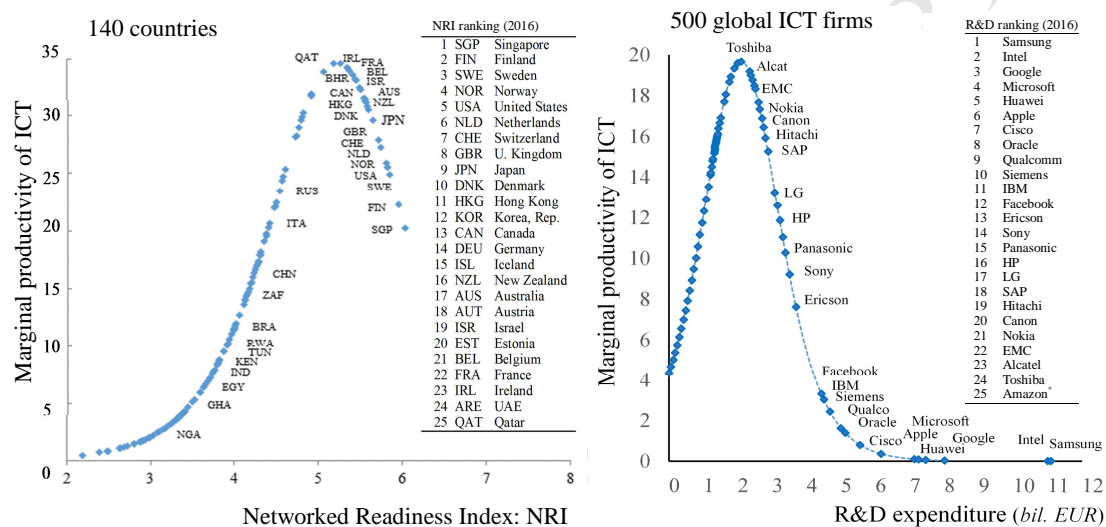 140 countries
Marginal productivity of ICT
35
30
25
20
15
10
5
0
2
3
4
5
6
7
8
Networked Readiness Index: NRI
QAT
IRL
FRA
BHR
BEL
ISR
CAN
AUS
HKG
NZL
DNK
JPN
GBR
CHE
NLD
NOR
USA
SWE
FIN
SGP
RUS
ITA
CHN
ZAF
BRA
RWA
TUN
KEN
IND
EGY
GHA
NGA
NRI ranking (2016)
1 SGP Singapore
2 FIN Finland
3 SWE Sweden
4 NOR Norway
5 USA United States
6 NLD Netherlands
7 CHE Switzerland
8 GBR U. Kingdom
9 JPN Japan
10 DNK Denmark
11 HKG Hong Kong
12 KOR Korea, Rep.
13 CAN Canada
14 DEU Germany
15 ISL Iceland
16 NZL New Zealand
17 AUS Australia
18 AUT Austria
19 ISR Israel
20 EST Estonia
21 BEL Belgium
22 FRA France
23 IRL Ireland
24 ARE UAE
25 QAT Qatar
500 global ICT firms
Marginal productivity of ICT
20
18
16
14
12
10
8
6
4
2
0
0
1
2
3
4
5
6
7
8
9
10
11
12
R&D expenditure (bil. EUR)
Toshiba
Alcat
EMC
Nokia
Canon
Hitachi
SAP
LG
HP
Panasonic
Sony
Ericson
Facebook
IBM
Siemens
Qualco
Oracle
Cisco
Microsoft
Apple
Huawei
Google
Intel
Samsung
R&D ranking (2016)
1 Samsung
2 Intel
3 Google
4 Microsoft
5 Huawei
6 Apple
7 Cisco
8 Oracle
9 Qualcomm
10 Siemens
11 IBM
12 Facebook
13 Ericson
14 Sony
15 Panasonic
16 HP
17 LG
18 SAP
19 Hitachi
20 Canon
21 Nokia
22 EMC
23 Alcatel
24 Toshiba
25 Amazon*